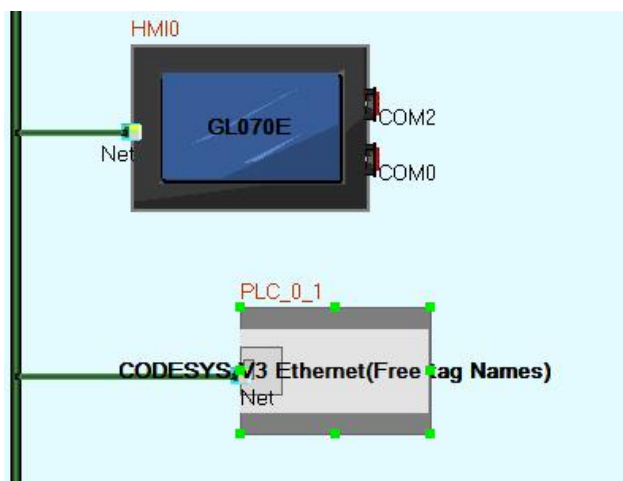 HMI0
GL070E
COM2
Net
COM0
PLC_0_1
CODESYS V3 Ethernet(Free tag Names)
Net